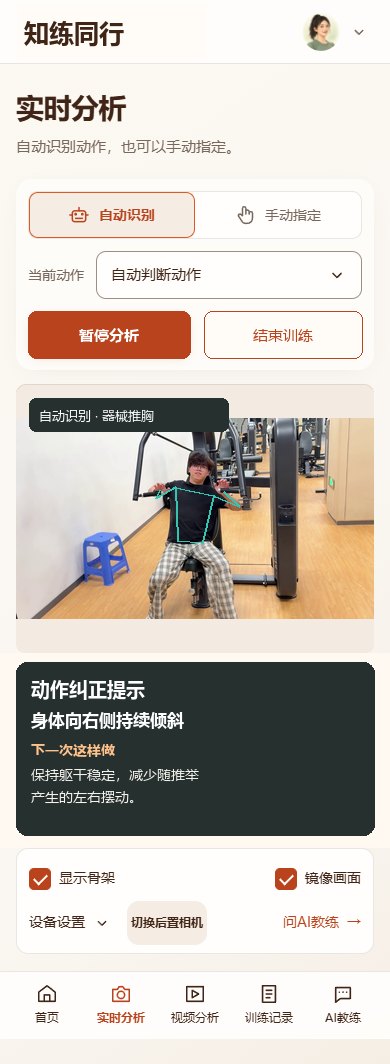 知练同行
实时分析
自动识别动作，也可以手动指定。
自动识别
手动指定
当前动作
自动判断动作
暂停分析
结束训练
自动识别 · 器械推胸
动作纠正提示
身体向右侧持续倾斜
下一次这样做
保持躯干稳定，减少随推举
产生的左右摆动。
显示骨架
镜像画面
设备设置
切换后置相机
问AI教练 →
首页
实时分析
视频分析
训练记录
AI教练